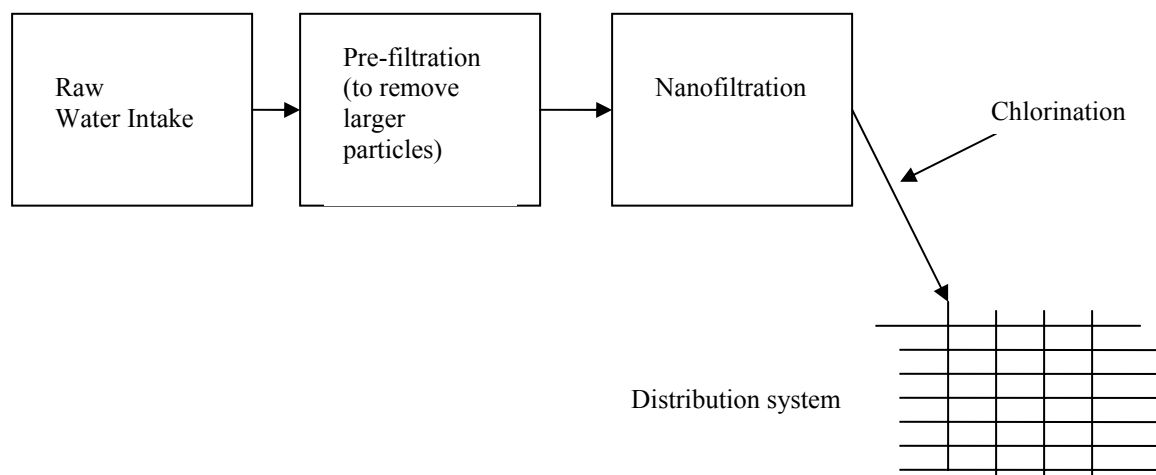 Raw
Water Intake
Pre-filtration
(to remove
larger
particles)
Nanofiltration
Chlorination
Distribution system